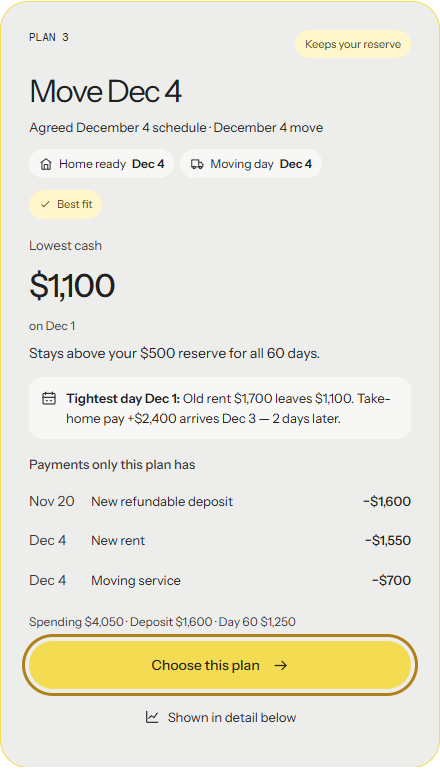 PLAN 3
Keeps your reserve
Move Dec 4
Agreed December 4 schedule · December 4 move
Home ready Dec 4
Moving day Dec 4
Best fit
Lowest cash
$1,100
on Dec 1
Stays above your $500 reserve for all 60 days.
Tightest day Dec 1: Old rent $1,700 leaves $1,100. Take-
home pay +$2,400 arrives Dec 3 — 2 days later.
Payments only this plan has
Nov 20 New refundable deposit −$1,600
Dec 4 New rent −$1,550
Dec 4 Moving service −$700
Spending $4,050 · Deposit $1,600 · Day 60 $1,250
Choose this plan →
Shown in detail below